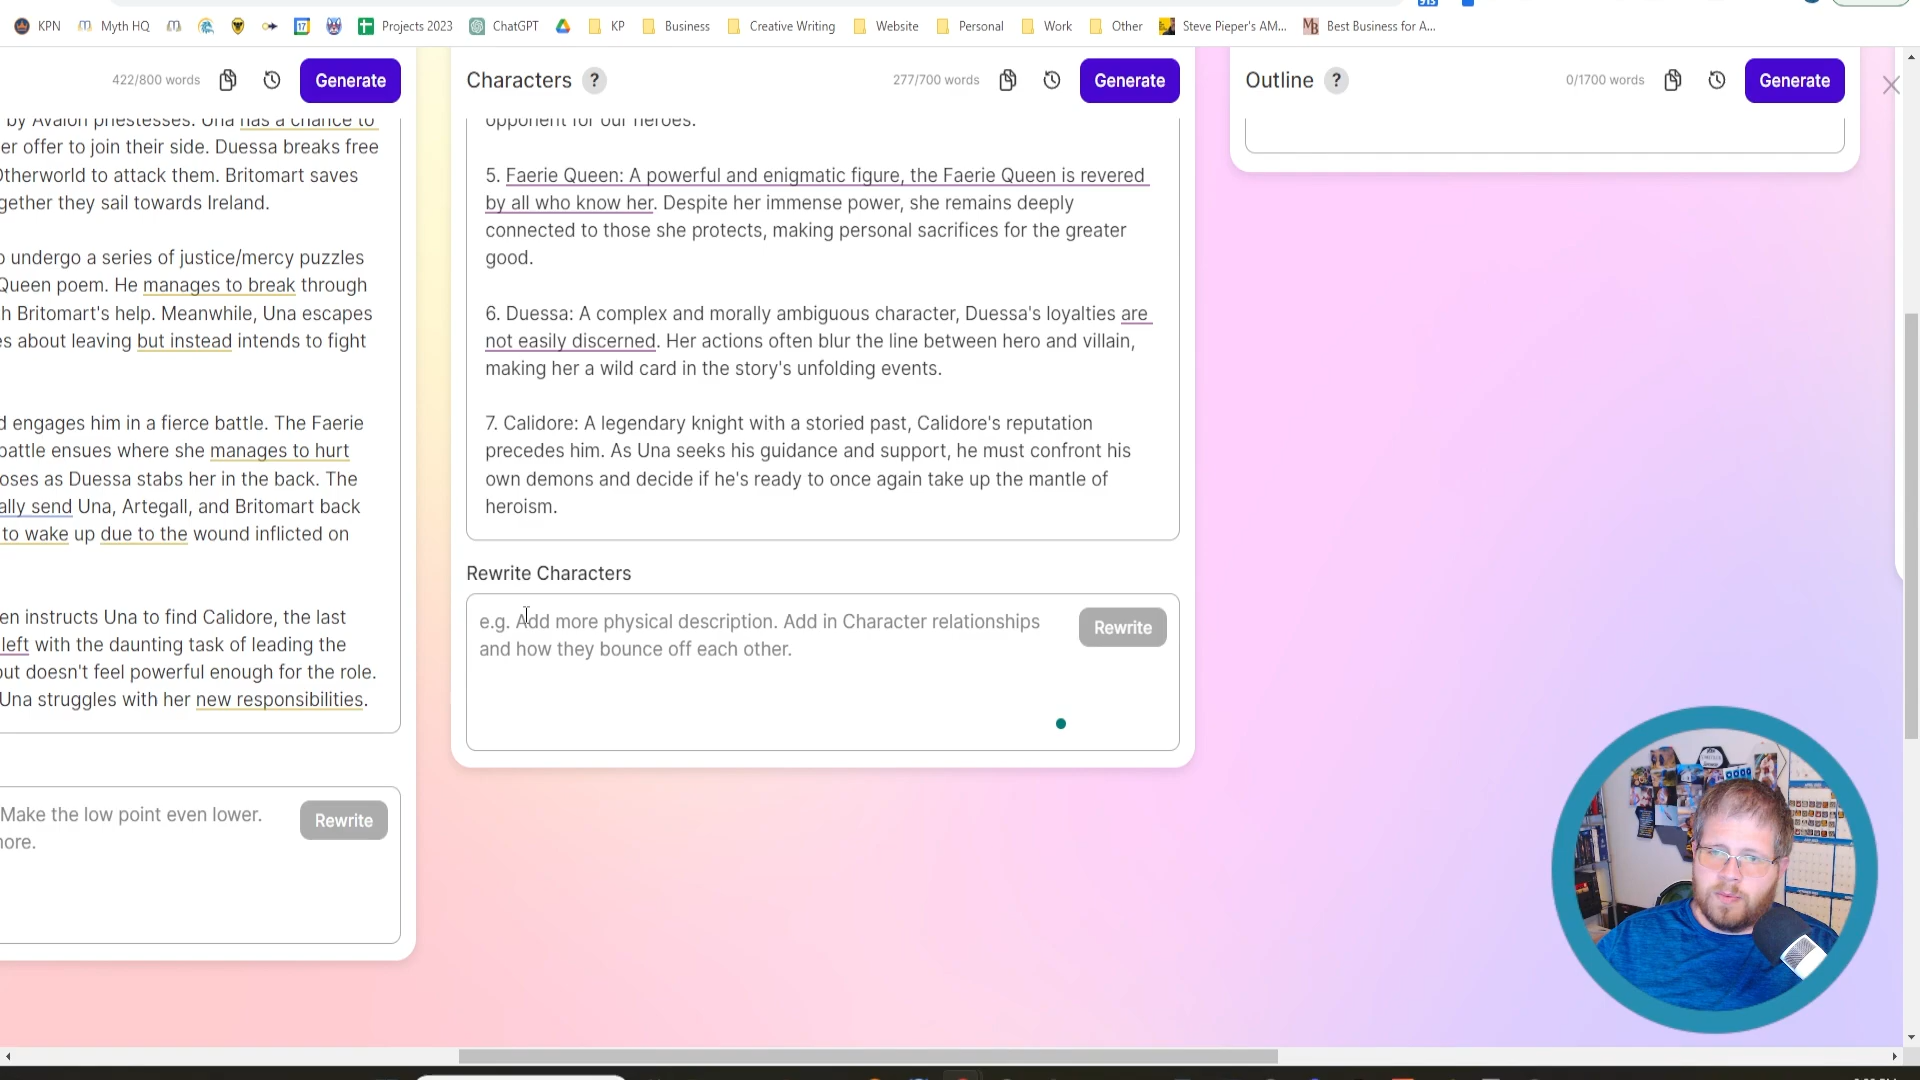 KPN
Myth HQ
Projects 2023
ChatGPT
KP
Business
Creative Writing
Website
Personal
Work
Other
Steve Pieper's AM...
Best Business for A...
422/800 words
Generate
by Avalon priestesses. Una has a chance to
er offer to join their side. Duessa breaks free
Otherworld to attack them. Britomart saves
gether they sail towards Ireland.
o undergo a series of justice/mercy puzzles
Queen poem. He manages to break through
h Britomart's help. Meanwhile, Una escapes
es about leaving but instead intends to fight
d engages him in a fierce battle. The Faerie
battle ensues where she manages to hurt
oses as Duessa stabs her in the back. The
ally send Una, Artegall, and Britomart back
to wake up due to the wound inflicted on
en instructs Una to find Calidore, the last
left with the daunting task of leading the
out doesn't feel powerful enough for the role.
Una struggles with her new responsibilities.
Make the low point even lower.
nore.
Rewrite
Characters ?
277/700 words
Generate
opponent for our heroes.
5. Faerie Queen: A powerful and enigmatic figure, the Faerie Queen is revered
by all who know her. Despite her immense power, she remains deeply
connected to those she protects, making personal sacrifices for the greater
good.
6. Duessa: A complex and morally ambiguous character, Duessa's loyalties are
not easily discerned. Her actions often blur the line between hero and villain,
making her a wild card in the story's unfolding events.
7. Calidore: A legendary knight with a storied past, Calidore's reputation
precedes him. As Una seeks his guidance and support, he must confront his
own demons and decide if he's ready to once again take up the mantle of
heroism.
Rewrite Characters
e.g. Add more physical description. Add in Character relationships
and how they bounce off each other.
Rewrite
Outline ?
0/1700 words
Generate